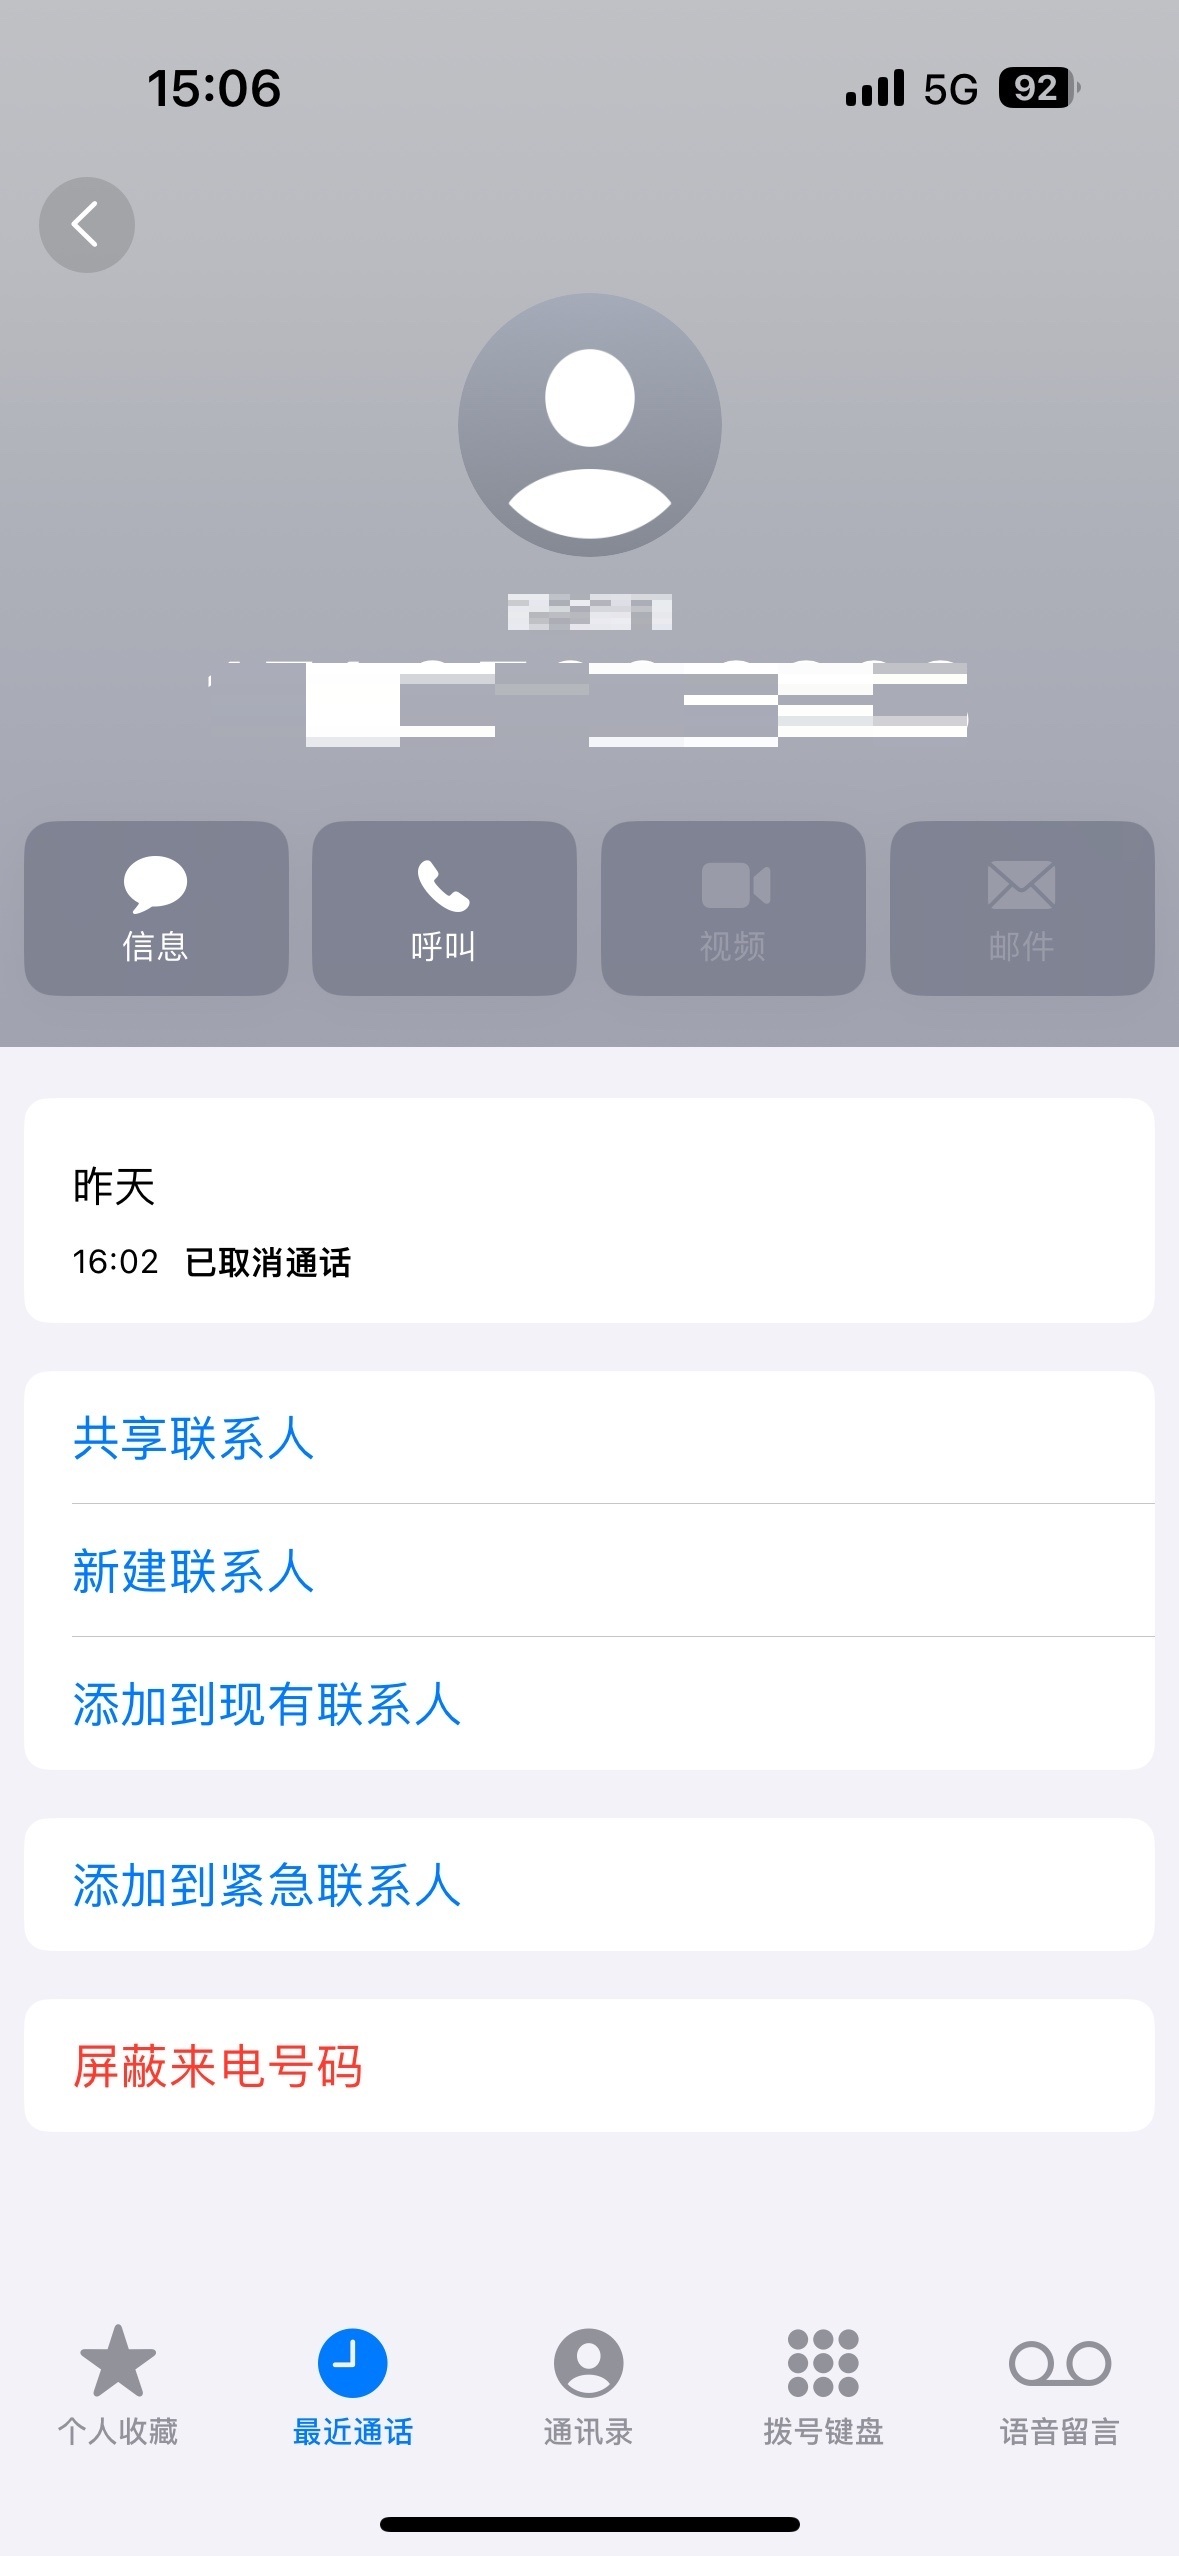 15:06 5G 92
信息 呼叫 视频 邮件
昨天
16:02 已取消通话
共享联系人
新建联系人
添加到现有联系人
添加到紧急联系人
屏蔽来电号码
个人收藏 最近通话 通讯录 拨号键盘 语音留言